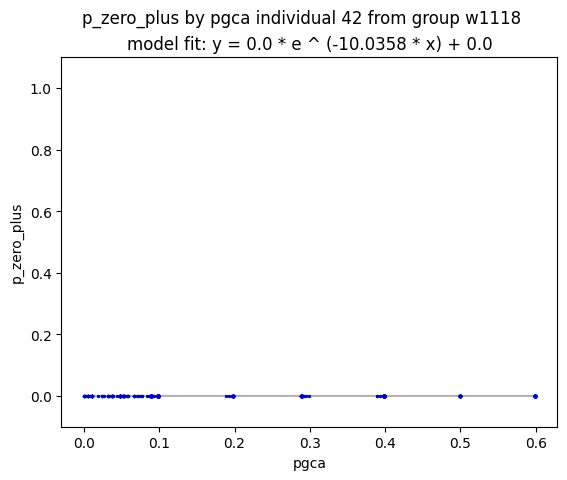 p_zero_plus by pgca individual 42 from group w1118
model fit: y = 0.0 * e ^ (-10.0358 * x) + 0.0
1.0
0.8
0.6
0.4
0.2
0.0
p_zero_plus
0.0 0.1 0.2 0.3 0.4 0.5 0.6
pgca